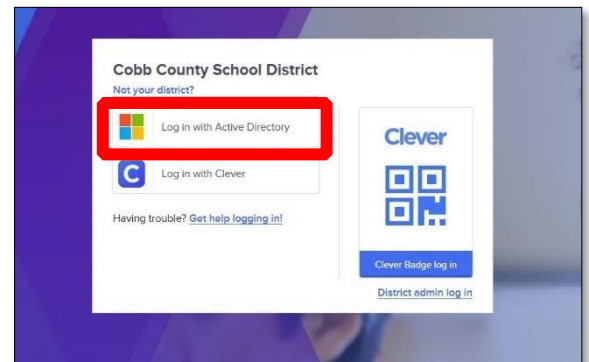 Cobb County School District
Not your district?
Log in with Active Directory
Log in with Clever
Having trouble? Get help logging in!
Clever
Clever Badge log in
District admin log in